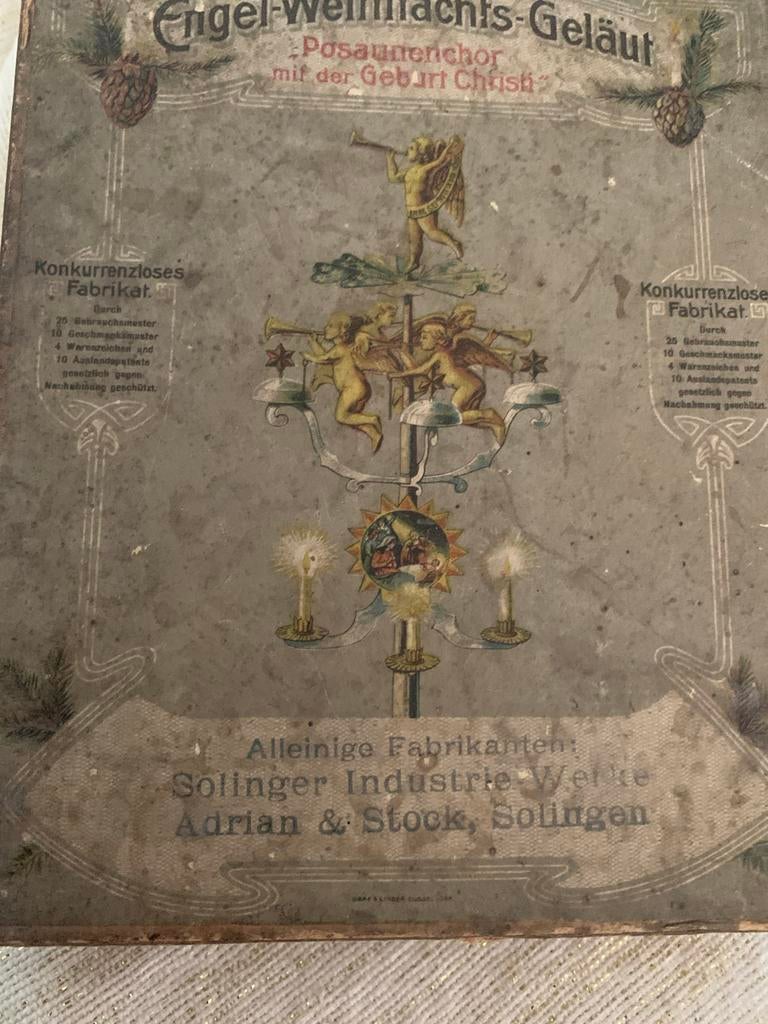 Engel-Weihnachts-Geläut
„Posaunenchor
mit der Geburt Christi“
Konkurrenzloses
Fabrikat.
Durch
25 Gebrauchsmuster
10 Geschmacksmuster
4 Warenzeichen und
10 Auslandspatente
gesetzlich gegen
Nachahmung geschützt.
Konkurrenzlose
Fabrikat.
Durch
25 Gebrauchsmuster
10 Geschmacksmuster
4 Warenzeichen und
10 Auslandspatente
gesetzlich gegen
Nachahmung geschützt.
Alleinige Fabrikanten:
Solinger Industrie-Werke
Adrian & Stock, Solingen